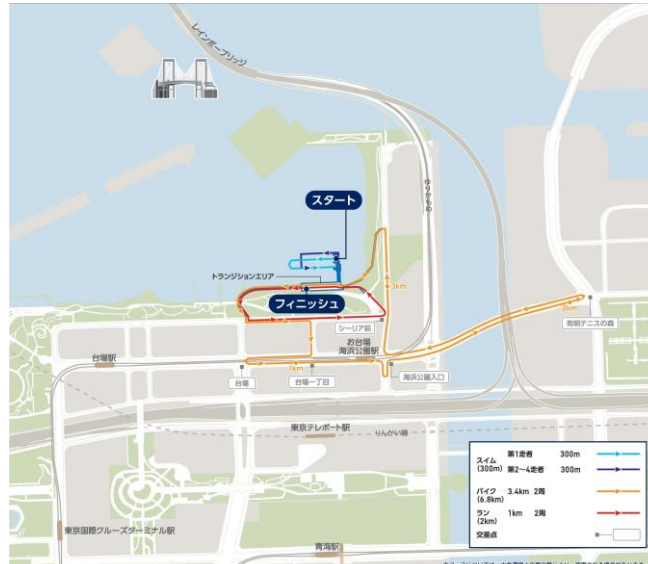 レインボーブリッジ
ゆりかもめ
スタート
トランジションエリア
フィニッシュ
3km
2km
有明テニスの森
シーリア前
お台場
海浜公園駅
台場駅
1km
台場
台場一丁目
海浜公園入口
東京テレポート駅
りんかい線
東京国際クルーズターミナル駅
青海駅
スイム
(300m)
第1走者 300m
第2〜4走者 300m
バイク
(6.8km)
3.4km 2周
ラン
(2km)
1km 2周
交差点